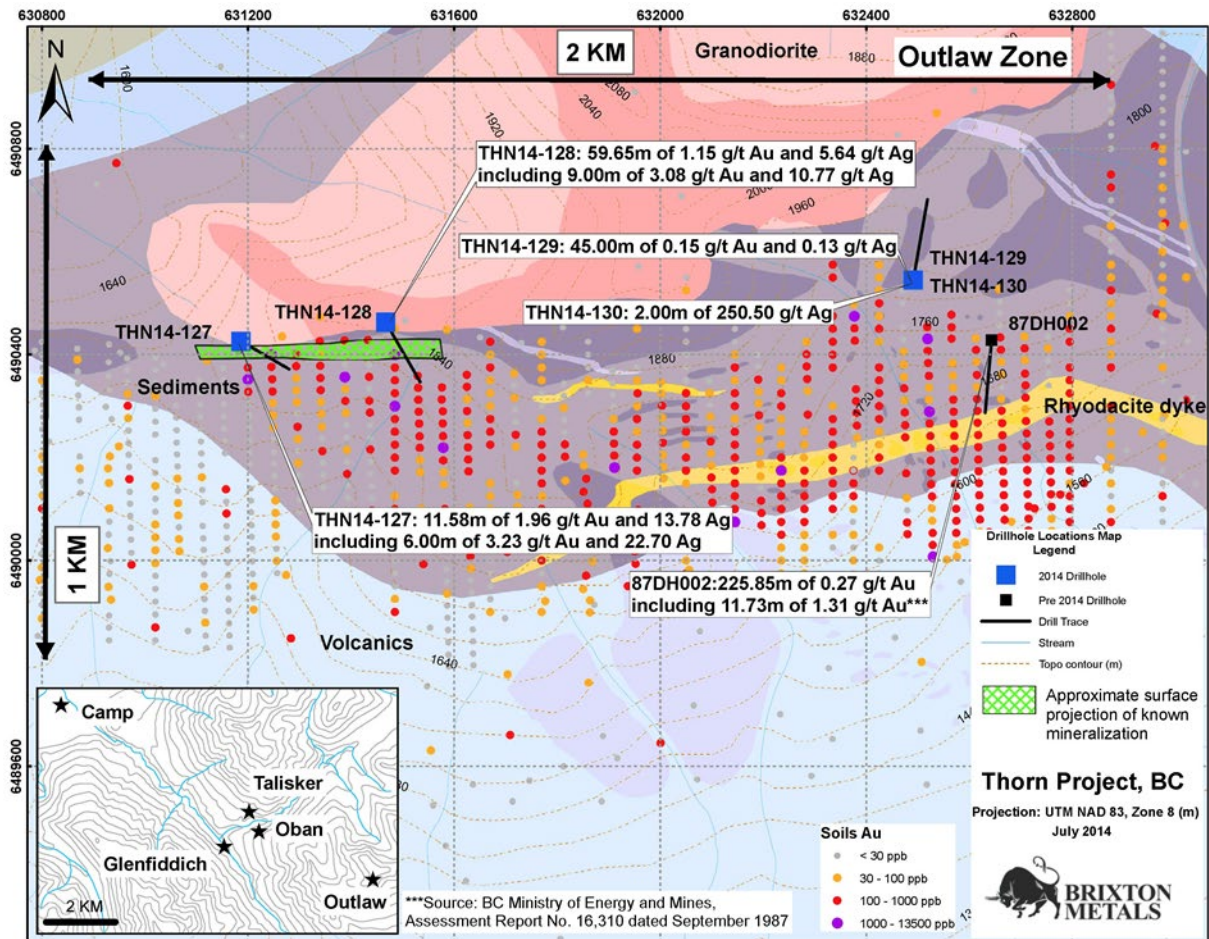 630800
631200
631600
632000
632400
632800
N
2 KM
Granodiorite
Outlaw Zone
1880
1600
2080
2040
1920
1800
6490800
THN14-128: 59.65m of 1.15 g/t Au and 5.64 g/t Ag
including 9.00m of 3.08 g/t Au and 10.77 g/t Ag
1960
THN14-129: 45.00m of 0.15 g/t Au and 0.13 g/t Ag
THN14-129
THN14-130
1640
THN14-128
THN14-130: 2.00m of 250.50 g/t Ag
THN14-127
1760
87DH002
6490400
1840
1880
Sediments
1720
Rhyodacite dyke
1600
1560
THN14-127: 11.58m of 1.96 g/t Au and 13.78 Ag
including 6.00m of 3.23 g/t Au and 22.70 Ag
6490000
1 KM
87DH002:225.85m of 0.27 g/t Au
including 11.73m of 1.31 g/t Au***
Volcanics
1640
6489600
Drillhole Locations Map
Legend
2014 Drillhole
Pre 2014 Drillhole
Drill Trace
Stream
Topo contour (m)
Approximate surface
projection of known
mineralization
Thorn Project, BC
Projection: UTM NAD 83, Zone 8 (m)
July 2014
BRIXTON
METALS
Camp
Talisker
Oban
Glenfiddich
Outlaw
2 KM
***Source: BC Ministry of Energy and Mines,
Assessment Report No. 16,310 dated September 1987
Soils Au
< 30 ppb
30 - 100 ppb
100 - 1000 ppb
1000 - 13500 ppb